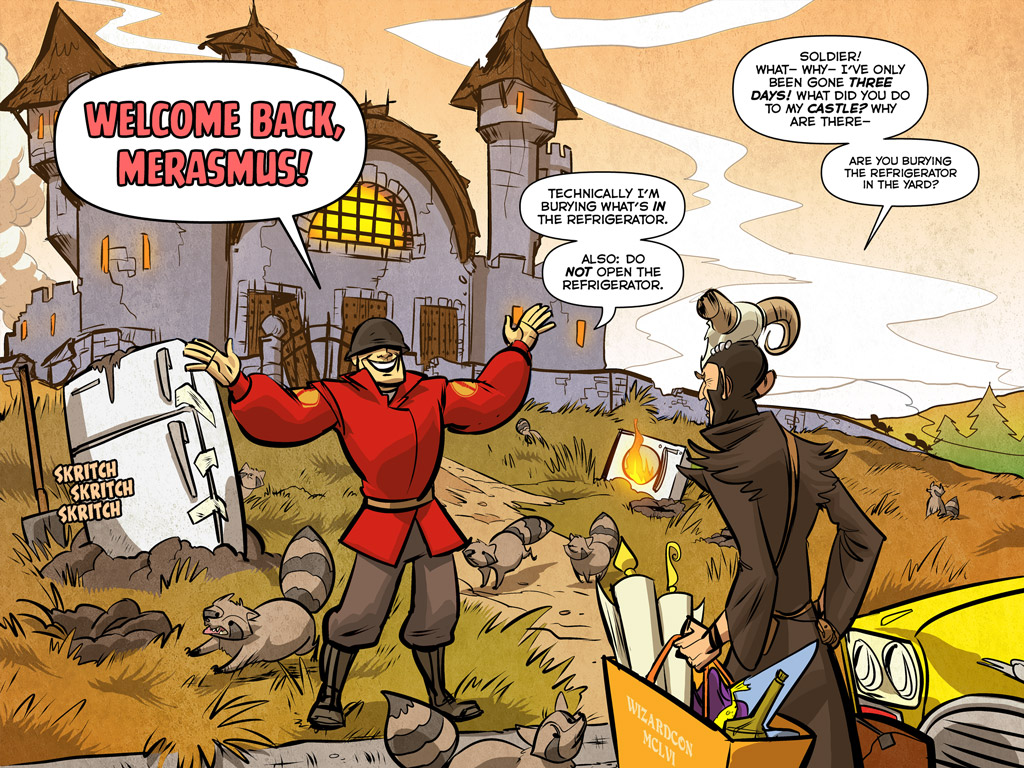 WELCOME BACK,
MERASMUS!
SOLDIER!
WHAT– WHY– I'VE ONLY
BEEN GONE THREE
DAYS! WHAT DID YOU DO
TO MY CASTLE? WHY
ARE THERE–
ARE YOU BURYING
THE REFRIGERATOR
IN THE YARD?
TECHNICALLY I'M
BURYING WHAT'S IN
THE REFRIGERATOR.
ALSO: DO
NOT OPEN THE
REFRIGERATOR.
SKRITCH
SKRITCH
SKRITCH
WIZARDCON
MCLVI